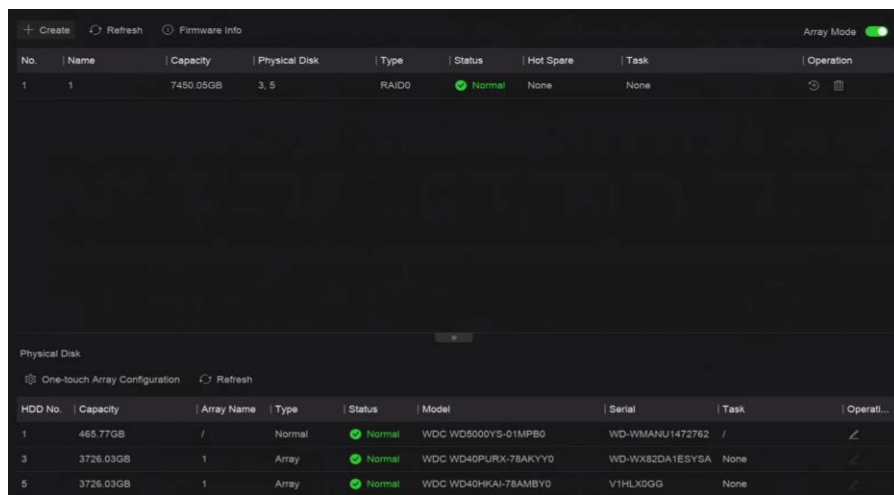 Create Refresh Firmware Info Array Mode
No. Name Capacity Physical Disk Type Status Hot Spare Task Operation
1 1 7450.05GB 3, 5 RAID0 Normal None None
Physical Disk
One-touch Array Configuration Refresh
HDD No. Capacity Array Name Type Status Model Serial Task Operati...
1 465.77GB / Normal Normal WDC WD5000YS-01MPB0 WD-WMANU1472762 /
3 3726.03GB 1 Array Normal WDC WD40PURX-78AKYY0 WD-WX82DA1ESYSA None
5 3726.03GB 1 Array Normal WDC WD40HKAI-78AMBY0 V1HLX0GG None